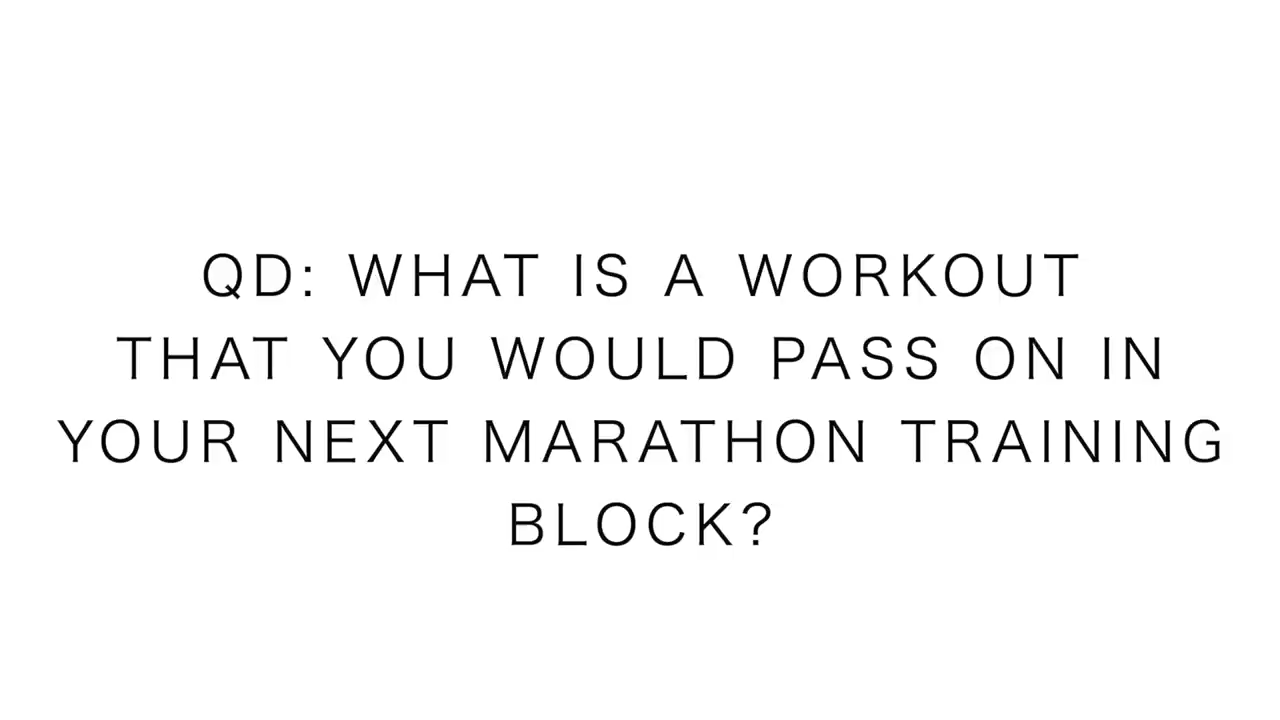 QD: WHAT IS A WORKOUT
THAT YOU WOULD PASS ON IN
YOUR NEXT MARATHON TRAINING
BLOCK?